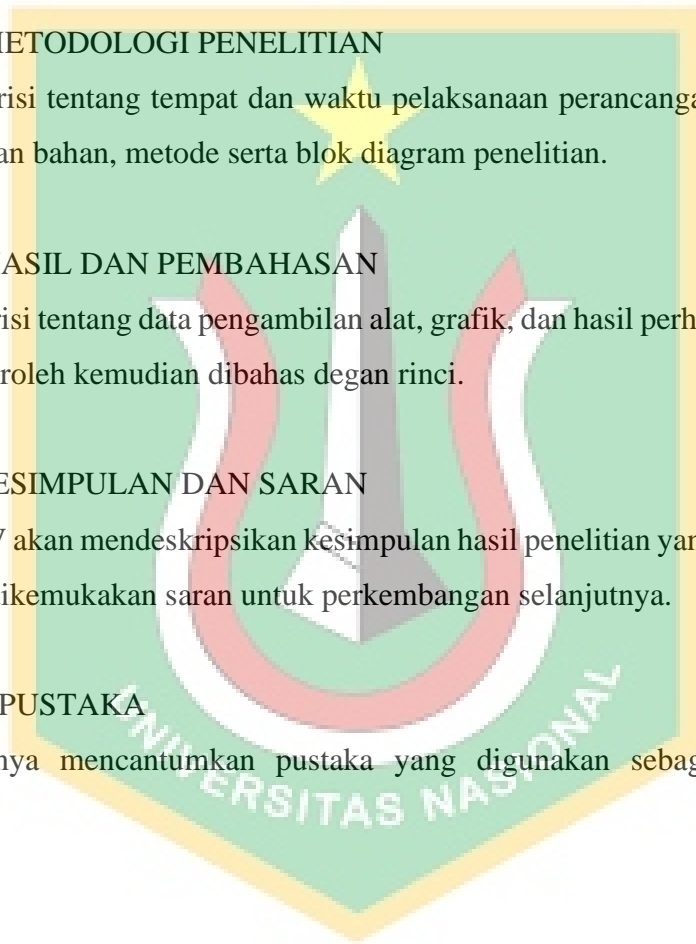 METODOLOGI PENELITIAN
risi tentang tempat dan waktu pelaksanaan perancanga
an bahan, metode serta blok diagram penelitian.
ASIL DAN PEMBAHASAN
risi tentang data pengambilan alat, grafik, dan hasil perh
roleh kemudian dibahas degan rinci.
ESIMPULAN DAN SARAN
akan mendeskripsikan kesimpulan hasil penelitian yan
ikemukakan saran untuk perkembangan selanjutnya.
PUSTAKA
nya mencantumkan pustaka yang digunakan sebag
UNIVERSITAS NASIONAL